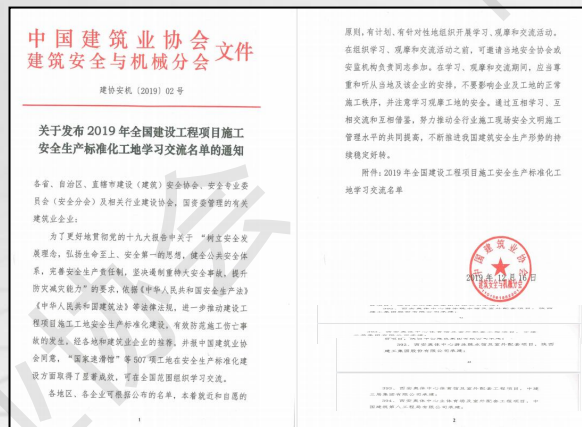 中国建筑业协会
建筑安全与机械分会
文件
建协安机〔2019〕02号
关于发布2019年全国建设工程项目施工
安全生产标准化工地学习交流名单的通知
各省、自治区、直辖市建设（建筑）安全协会、安全专业委
员会（安全分会）及相关行业建设协会，国资委管理的有关
建筑业企业：
为了更好地贯彻党的十九大报告中关于“树立安全发
展理念，弘扬生命至上、安全第一的思想，健全公共安全体
系，完善安全生产责任制，坚决遏制重特大安全事故，提升
防灾减灾能力”的要求，依据《中华人民共和国安全生产法》
《中华人民共和国建筑法》等法律法规，进一步推动建设工
程项目施工工地安全生产标准化建设，有效防范施工伤亡事
故的发生，经各地和建筑业企业的推荐，并报中国建筑业协
会同意，“国家速滑馆”等507项工地在安全生产标准化建
设方面取得了显著成效，可在全国范围组织学习交流。
各地区、各企业可根据公布的名单，本着就近和自愿的
1
原则，有计划、有针对性地组织开展学习、观摩和交流活动。
在组织学习、观摩和交流活动之前，可邀请当地安全协会或
安监机构负责同志参加。在学习、观摩和交流期间，应当尊
重和听从当地及该企业的安排，不要影响企业及工地的正常
施工秩序，并注意学习观摩工地的安全。通过互相学习、互
相交流和互相借鉴，努力推动全行业施工现场安全文明施工
管理水平的共同提高，不断推进我国建筑安全生产形势的持
续稳定好转。
附件：2019年全国建设工程项目施工安全生产标准化工
地学习交流名单
中国建筑业协会
2019年12月16日
建筑安全与机械分会
2